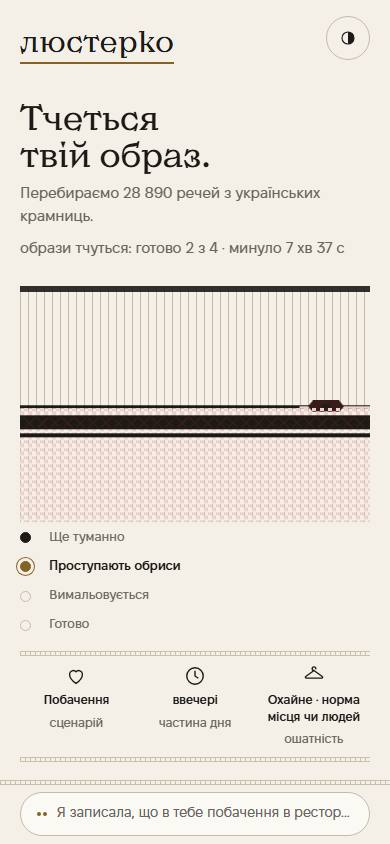 люстерко
Тчеться
твій образ.
Перебираємо 28 890 речей з українських
крамниць.
образи тчуться: готово 2 з 4 · минуло 7 хв 37 с
Ще туманно
Проступають обриси
Вимальовується
Готово
Побачення
сценарій
ввечері
частина дня
Охайне · норма
місця чи людей
ошатність
Я записала, що в тебе побачення в рестор...